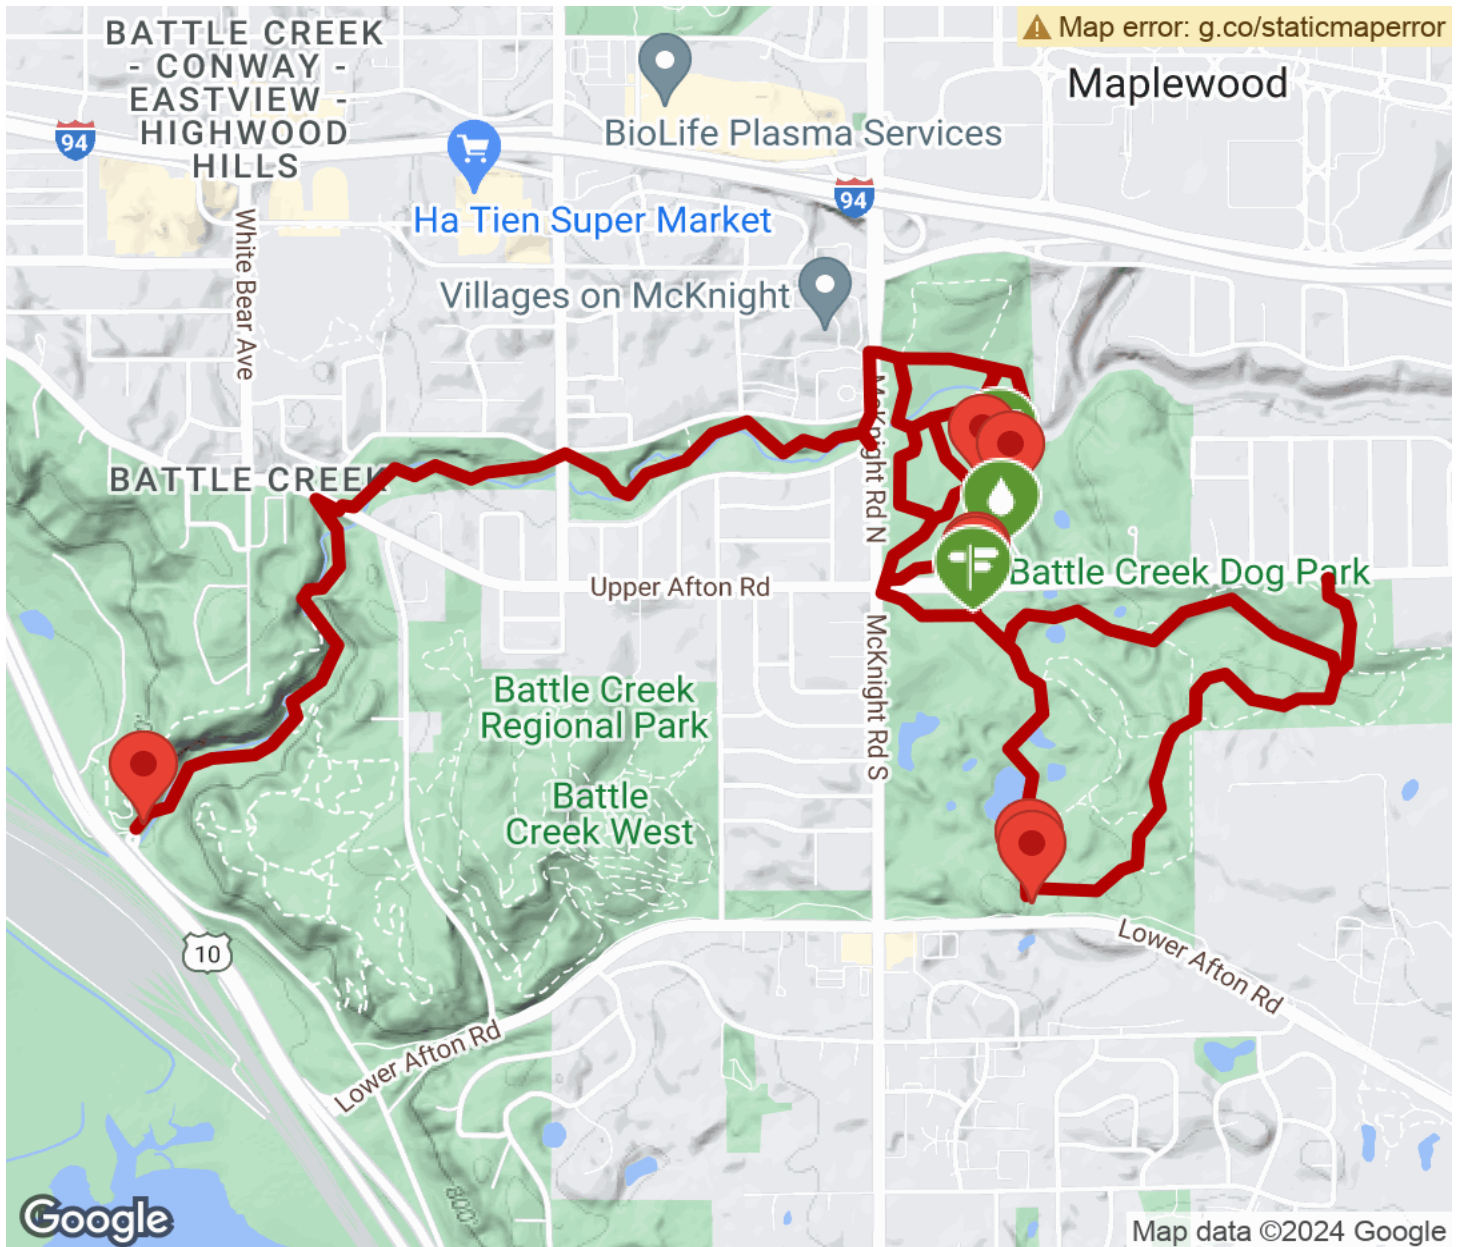 BATTLE CREEK
- CONWAY -
EASTVIEW -
HIGHWOOD
HILLS
Map error: g.co/staticmaperror
Maplewood
BioLife Plasma Services
94
94
Ha Tien Super Market
White Bear Ave
Villages on McKnight
McKnight Rd N
BATTLE CREEK
Upper Afton Rd
Battle Creek Dog Park
McKnight Rd S
Battle Creek
Regional Park
Battle
Creek West
10
Lower Afton Rd
Lower Afton Rd
800'
Google
Map data ©2024 Google